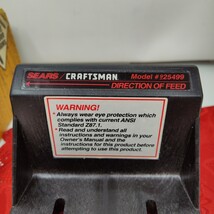 SEARS / CRAFTSMAN Model #925499
DIRECTION OF FEED
WARNING!
* Always wear eye protection which
complies with current ANSI
Standard Z87.1.
* Read and understand all
instructions and warnings in your
Owner's Manual and the
instructions for this product before
attempting to use this product.